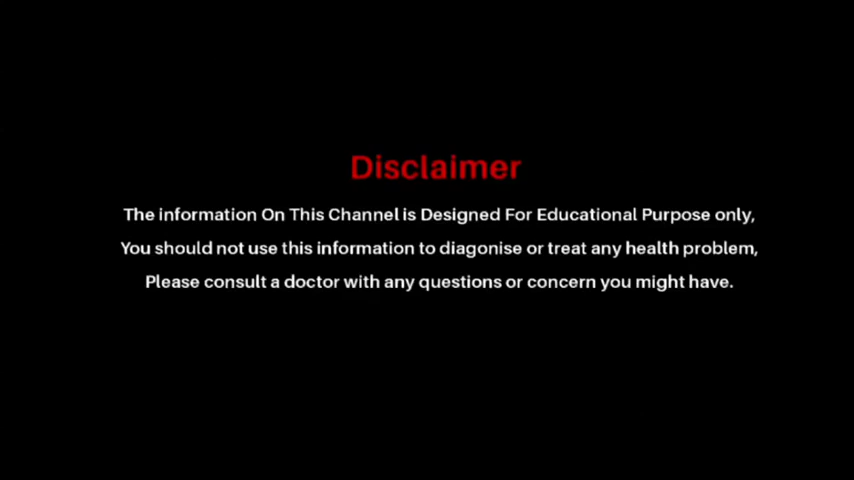 Disclaimer
The information On This Channel is Designed For Educational Purpose only,
You should not use this information to diagonise or treat any health problem,
Please consult a doctor with any questions or concern you might have.